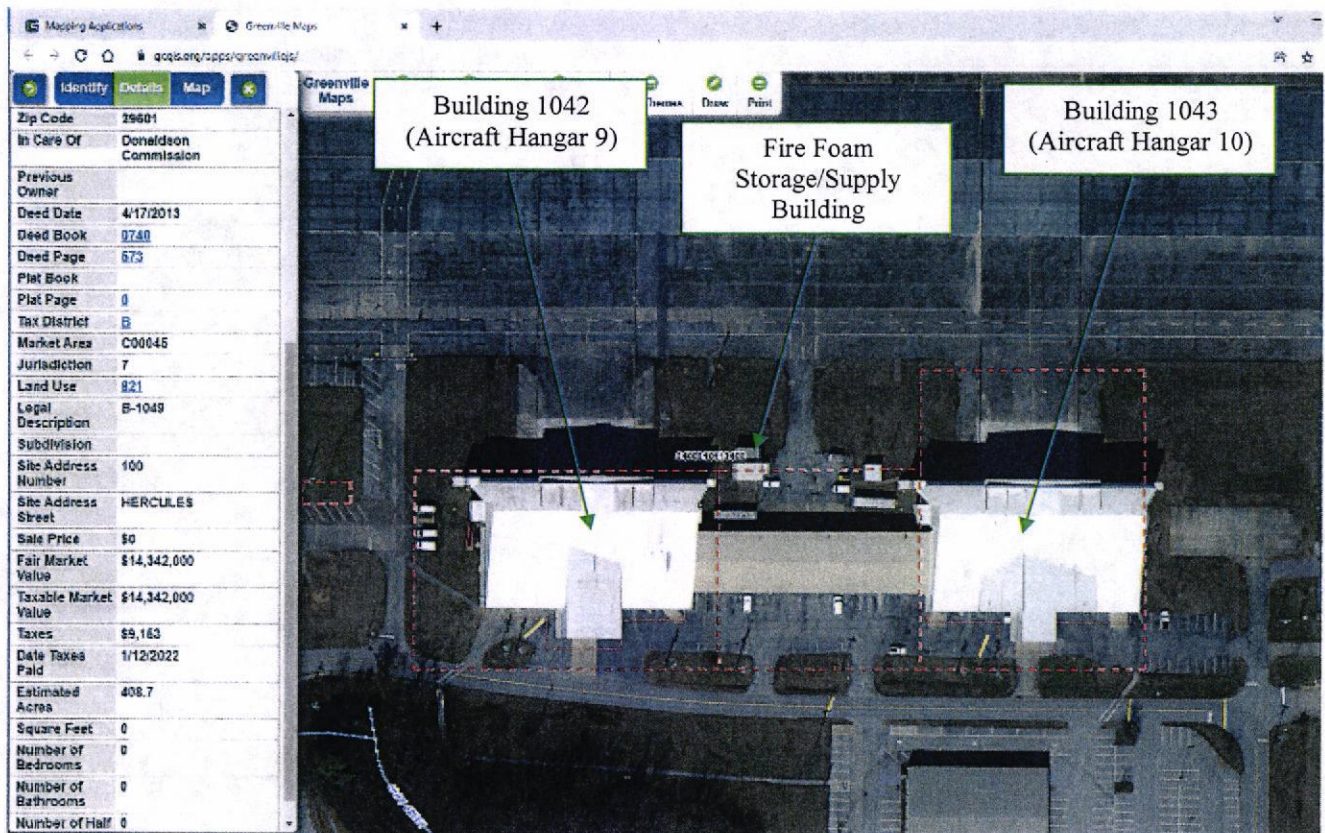 Mapping Applications
Greenville Maps
gcgis.org/apps/greenvillejs/
Identify Details Map
Greenville
Maps
Themes Draw Print
Building 1042
(Aircraft Hangar 9)
Fire Foam
Storage/Supply
Building
Building 1043
(Aircraft Hangar 10)
Zip Code 29601
In Care Of Donaldson
Commission
Previous
Owner
Deed Date 4/17/2013
Deed Book 0740
Deed Page 673
Plat Book
Plat Page 0
Tax District B
Market Area C00045
Jurisdiction 7
Land Use 821
Legal B-1049
Description
Subdivision
Site Address 100
Number
Site Address HERCULES
Street
Sale Price $0
Fair Market $14,342,000
Value
Taxable Market $14,342,000
Value
Taxes $9,153
Date Taxes 1/12/2022
Paid
Estimated 408.7
Acres
Square Feet 0
Number of 0
Bedrooms
Number of 0
Bathrooms
Number of Half 0